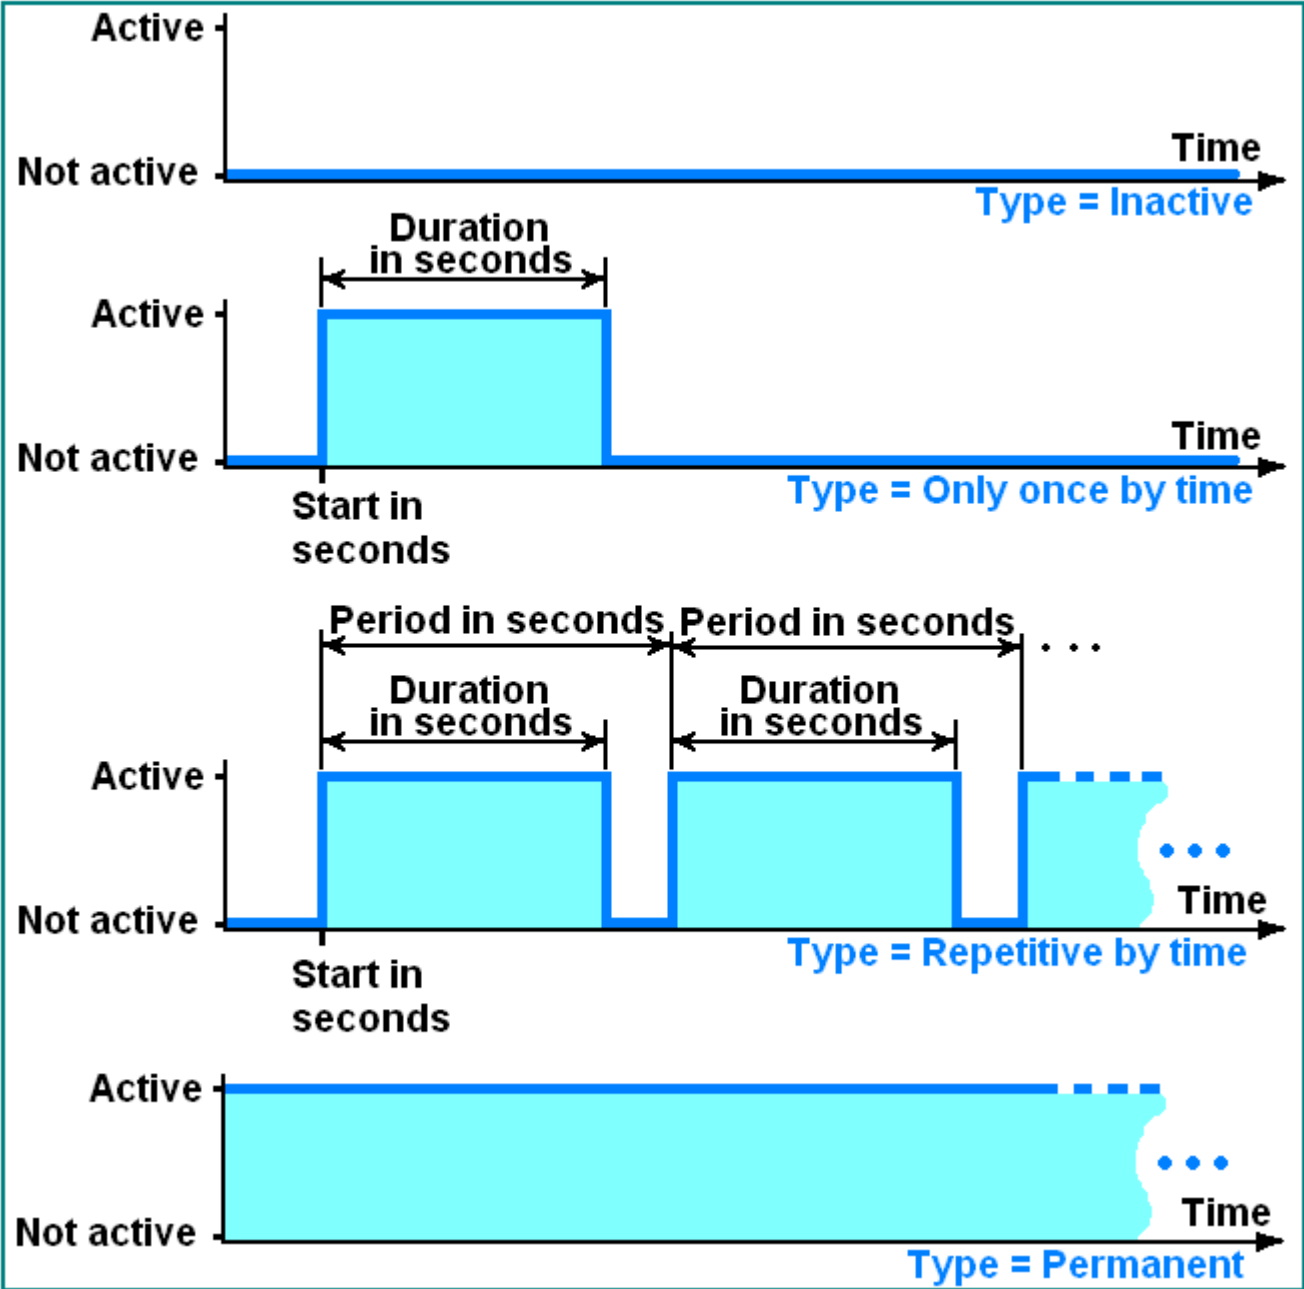 Active
Not active
Time
Type = Inactive
Duration
in seconds
Active
Not active
Time
Type = Only once by time
Start in
seconds
Period in seconds
Period in seconds
. . .
Duration
in seconds
Duration
in seconds
Active
Not active
Time
Type = Repetitive by time
Start in
seconds
Active
Not active
Time
Type = Permanent